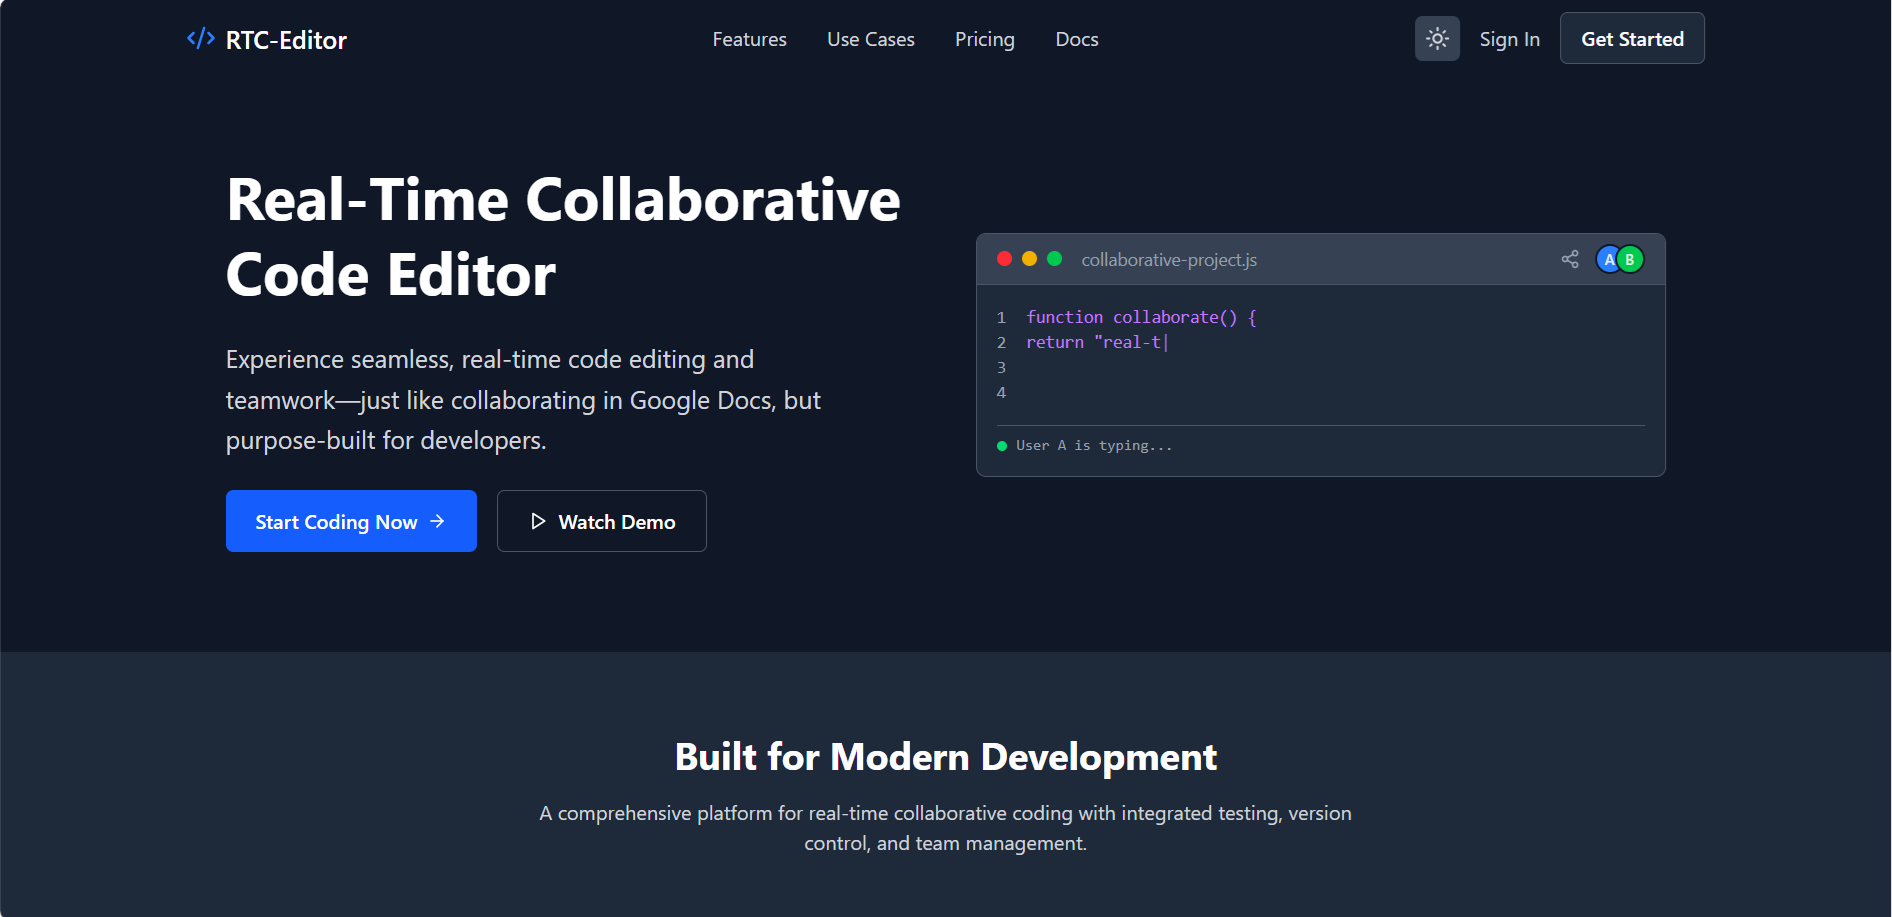 RTC-Editor
Features
Use Cases
Pricing
Docs
Sign In
Get Started
Real-Time Collaborative
Code Editor
Experience seamless, real-time code editing and
teamwork—just like collaborating in Google Docs, but
purpose-built for developers.
Start Coding Now
Watch Demo
collaborative-project.js
A
B
1 function collaborate() {
2 return "real-t|
3
4
User A is typing...
Built for Modern Development
A comprehensive platform for real-time collaborative coding with integrated testing, version
control, and team management.